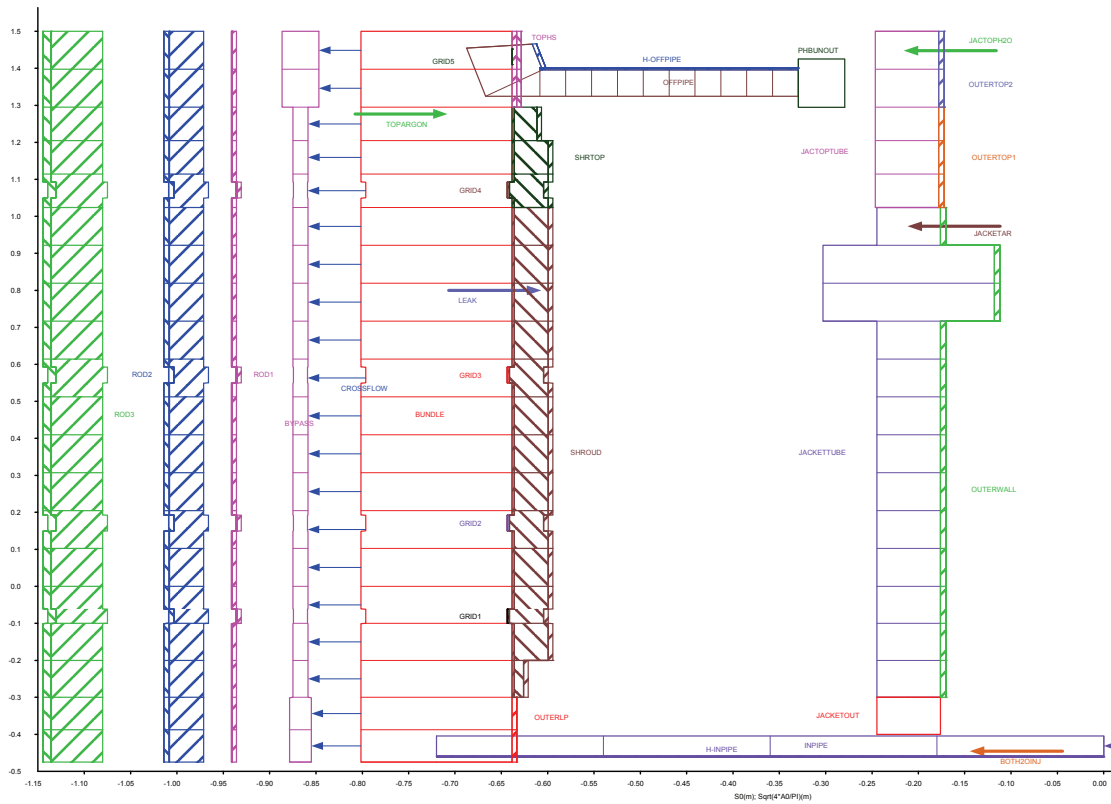 1.5
1.4
1.3
1.2
1.1
1.0
0.9
0.8
0.7
0.6
0.5
0.4
0.3
0.2
0.1
0.0
-0.1
-0.2
-0.3
-0.4
-0.5
TOPHS
JACTOPH2O
GRID5
H-OFFPIPE
PHBUNOUT
OFFPIPE
OUTERTOP2
TOPARGON
SHRTOP
JACTOPTUBE
OUTERTOP1
GRID4
JACKETAR
LEAK
ROD2
ROD1
GRID3
CROSSFLOW
ROD3
BYPASS
BUNDLE
SHROUD
JACKETTUBE
OUTERWALL
GRID2
GRID1
OUTERLP
JACKETOUT
H-INPIPE
INPIPE
BOTH2OINJ
-1.15
-1.10
-1.05
-1.00
-0.95
-0.90
-0.85
-0.80
-0.75
-0.70
-0.65
-0.60
-0.55
-0.50
-0.45
-0.40
-0.35
-0.30
-0.25
-0.20
-0.15
-0.10
-0.05
0.00
S0(m); Sqrt(4*A0/PI)(m)